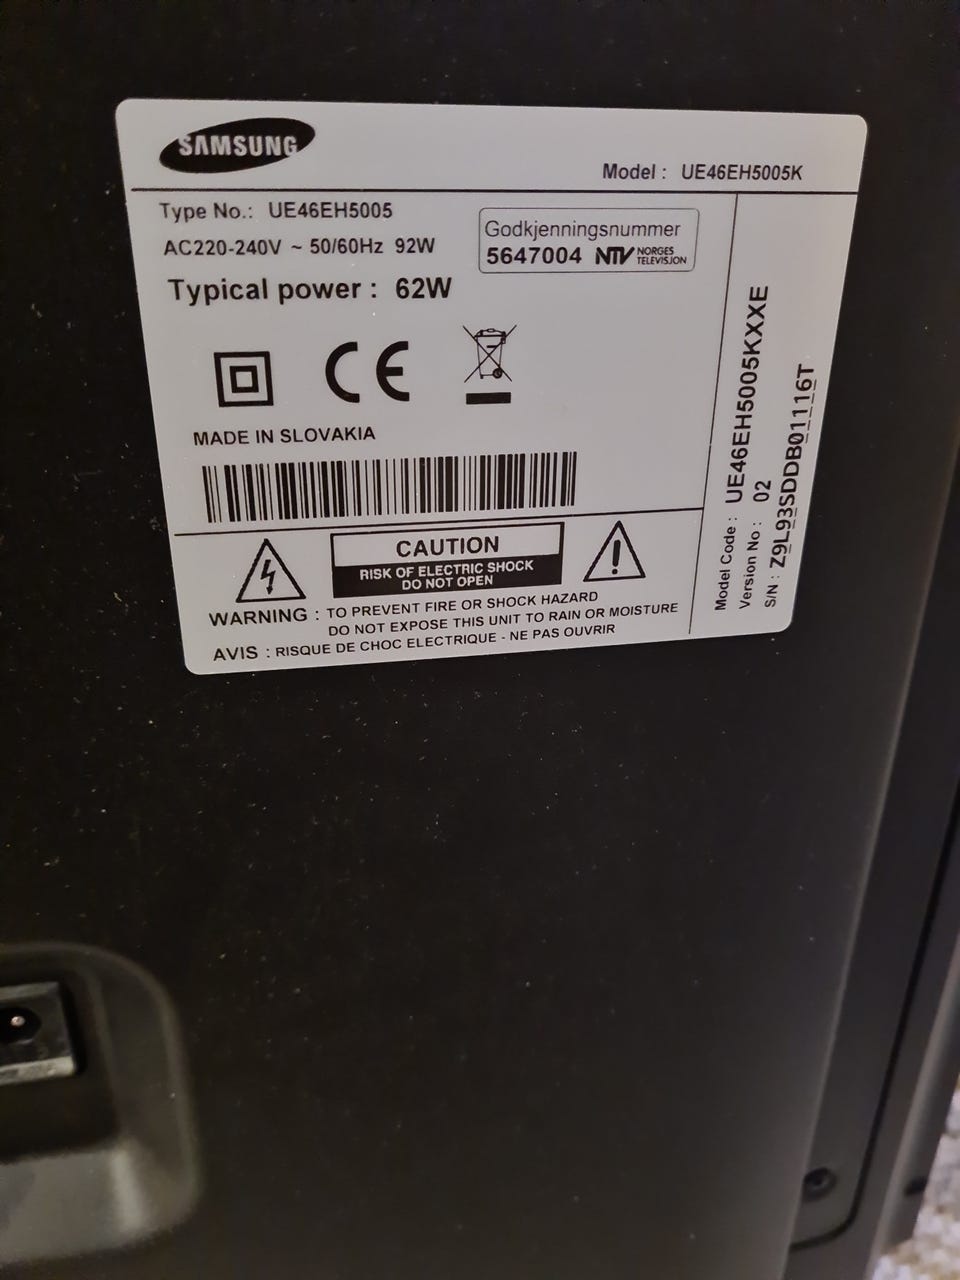 SAMSUNG
Model : UE46EH5005K
Type No.: UE46EH5005
AC220-240V ~ 50/60Hz 92W
Typical power : 62W
Godkjenningsnummer
5647004 NTV NORGES TELEVISJON
CE
MADE IN SLOVAKIA
CAUTION
RISK OF ELECTRIC SHOCK
DO NOT OPEN
WARNING : TO PREVENT FIRE OR SHOCK HAZARD
DO NOT EXPOSE THIS UNIT TO RAIN OR MOISTURE
AVIS : RISQUE DE CHOC ELECTRIQUE - NE PAS OUVRIR
Model Code : UE46EH5005KXXXE
Version No : 02
S/N : Z9L93SDDB01116T